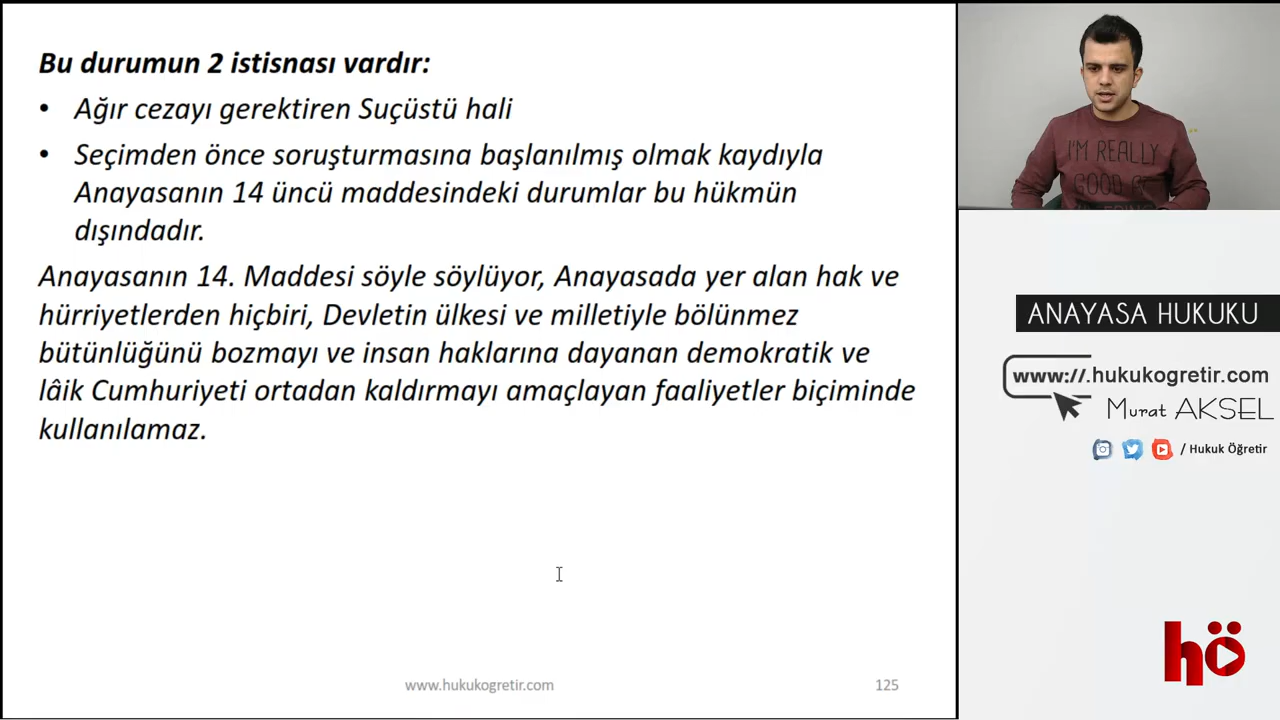 Bu durumun 2 istisnası vardır:
• Ağır cezayı gerektiren Suçüstü hali
• Seçimden önce soruşturmasına başlanılmış olmak kaydıyla
Anayasanın 14 üncü maddesindeki durumlar bu hükmün
dışındadır.
Anayasanın 14. Maddesi söyle söylüyor, Anayasada yer alan hak ve
hürriyetlerden hiçbiri, Devletin ülkesi ve milletiyle bölünmez
bütünlüğünü bozmayı ve insan haklarına dayanan demokratik ve
lâik Cumhuriyeti ortadan kaldırmayı amaçlayan faaliyetler biçiminde
kullanılamaz.
www.hukukogretir.com
125
I'M REALLY
GOOD
ANAYASA HUKUKU
www://.hukukogretir.com
Murat AKSEL
/ Hukuk Öğretir
hö